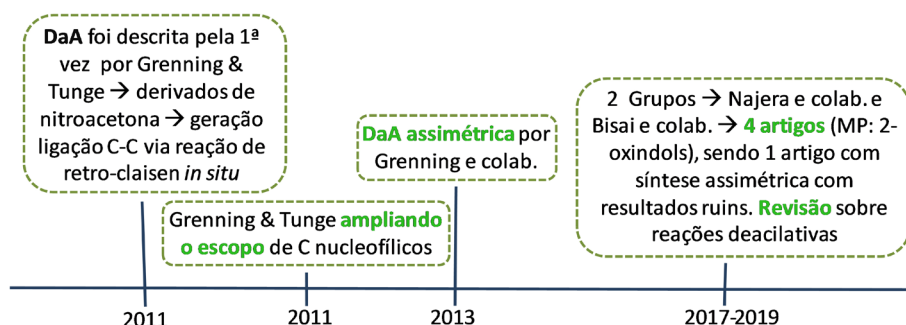 DaA foi descrita pela 1ª
vez por Grenning &
Tunge → derivados de
nitroacetona → geração
ligação C-C via reação de
retro-claisen in situ
Grenning & Tunge ampliando
o escopo de C nucleofílicos
DaA assimétrica por
Grenning e colab.
2 Grupos → Najera e colab. e
Bisai e colab. → 4 artigos (MP: 2-
oxindols), sendo 1 artigo com
síntese assimétrica com
resultados ruins. Revisão sobre
reações deacilativas
2011
2011
2013
2017-2019